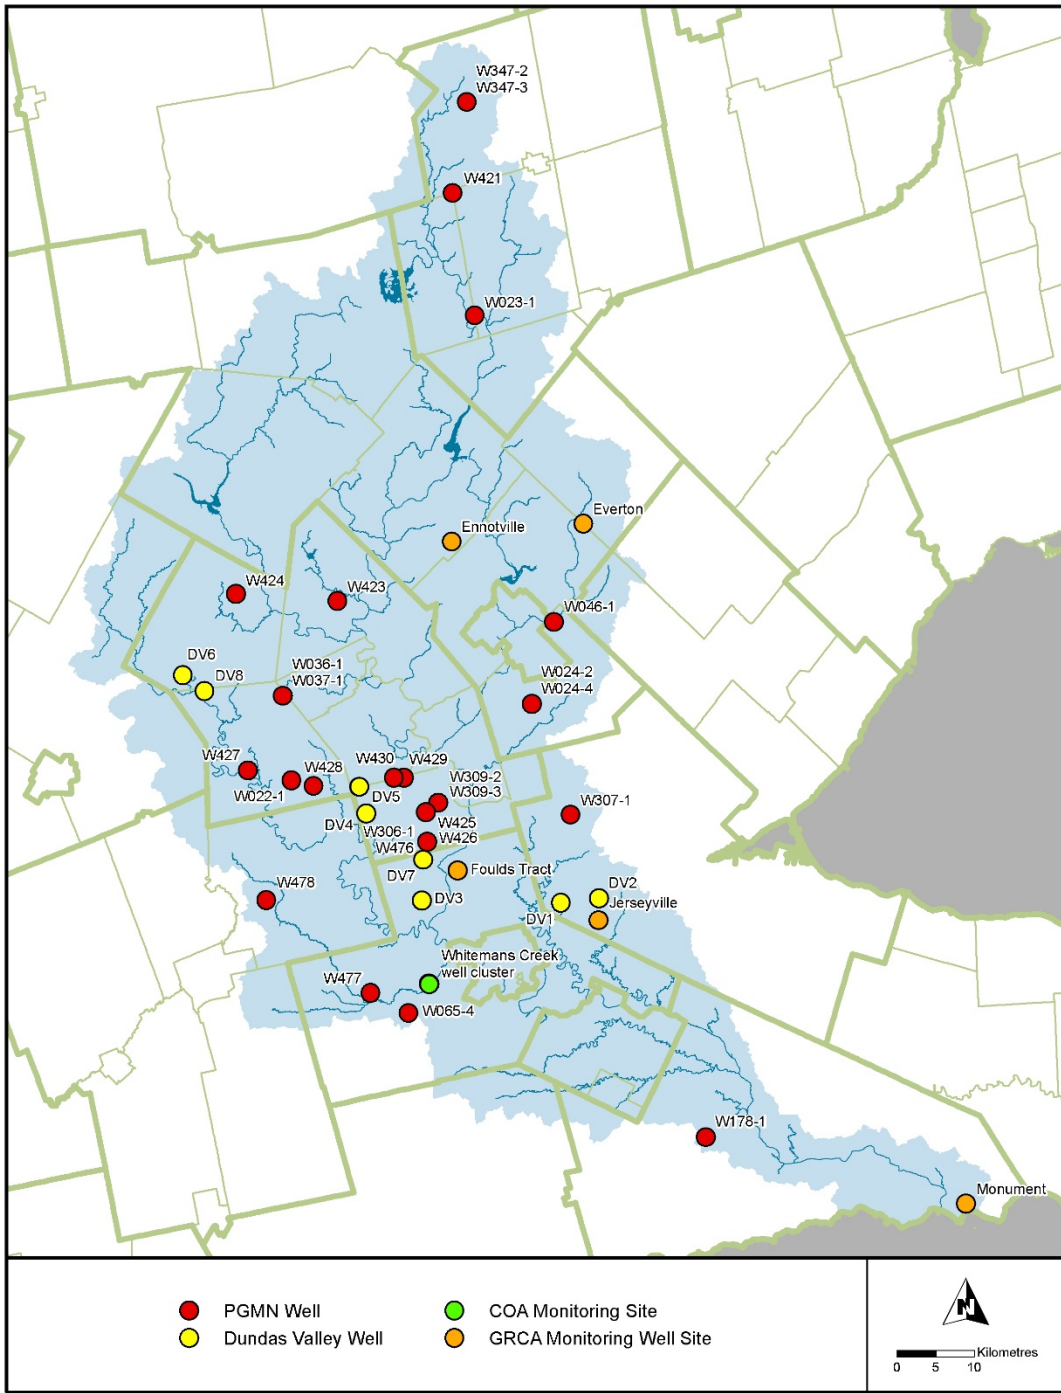 W347-2
W347-3
W421
W023-1
Everton
Ennotville
W424
W423
W046-1
DV6
DV8
W036-1
W037-1
W024-2
W024-4
W427
W428
W022-1
W430
W429
DV5
W309-2
W309-3
W307-1
DV4
W306-1
W425
W476
W426
DV7
Foulds Tract
W478
DV3
DV2
DV1
Jerseyville
Whitemans Creek
well cluster
W477
W065-4
W178-1
Monument
PGMN Well
COA Monitoring Site
Dundas Valley Well
GRCA Monitoring Well Site
N
Kilometres
0 5 10